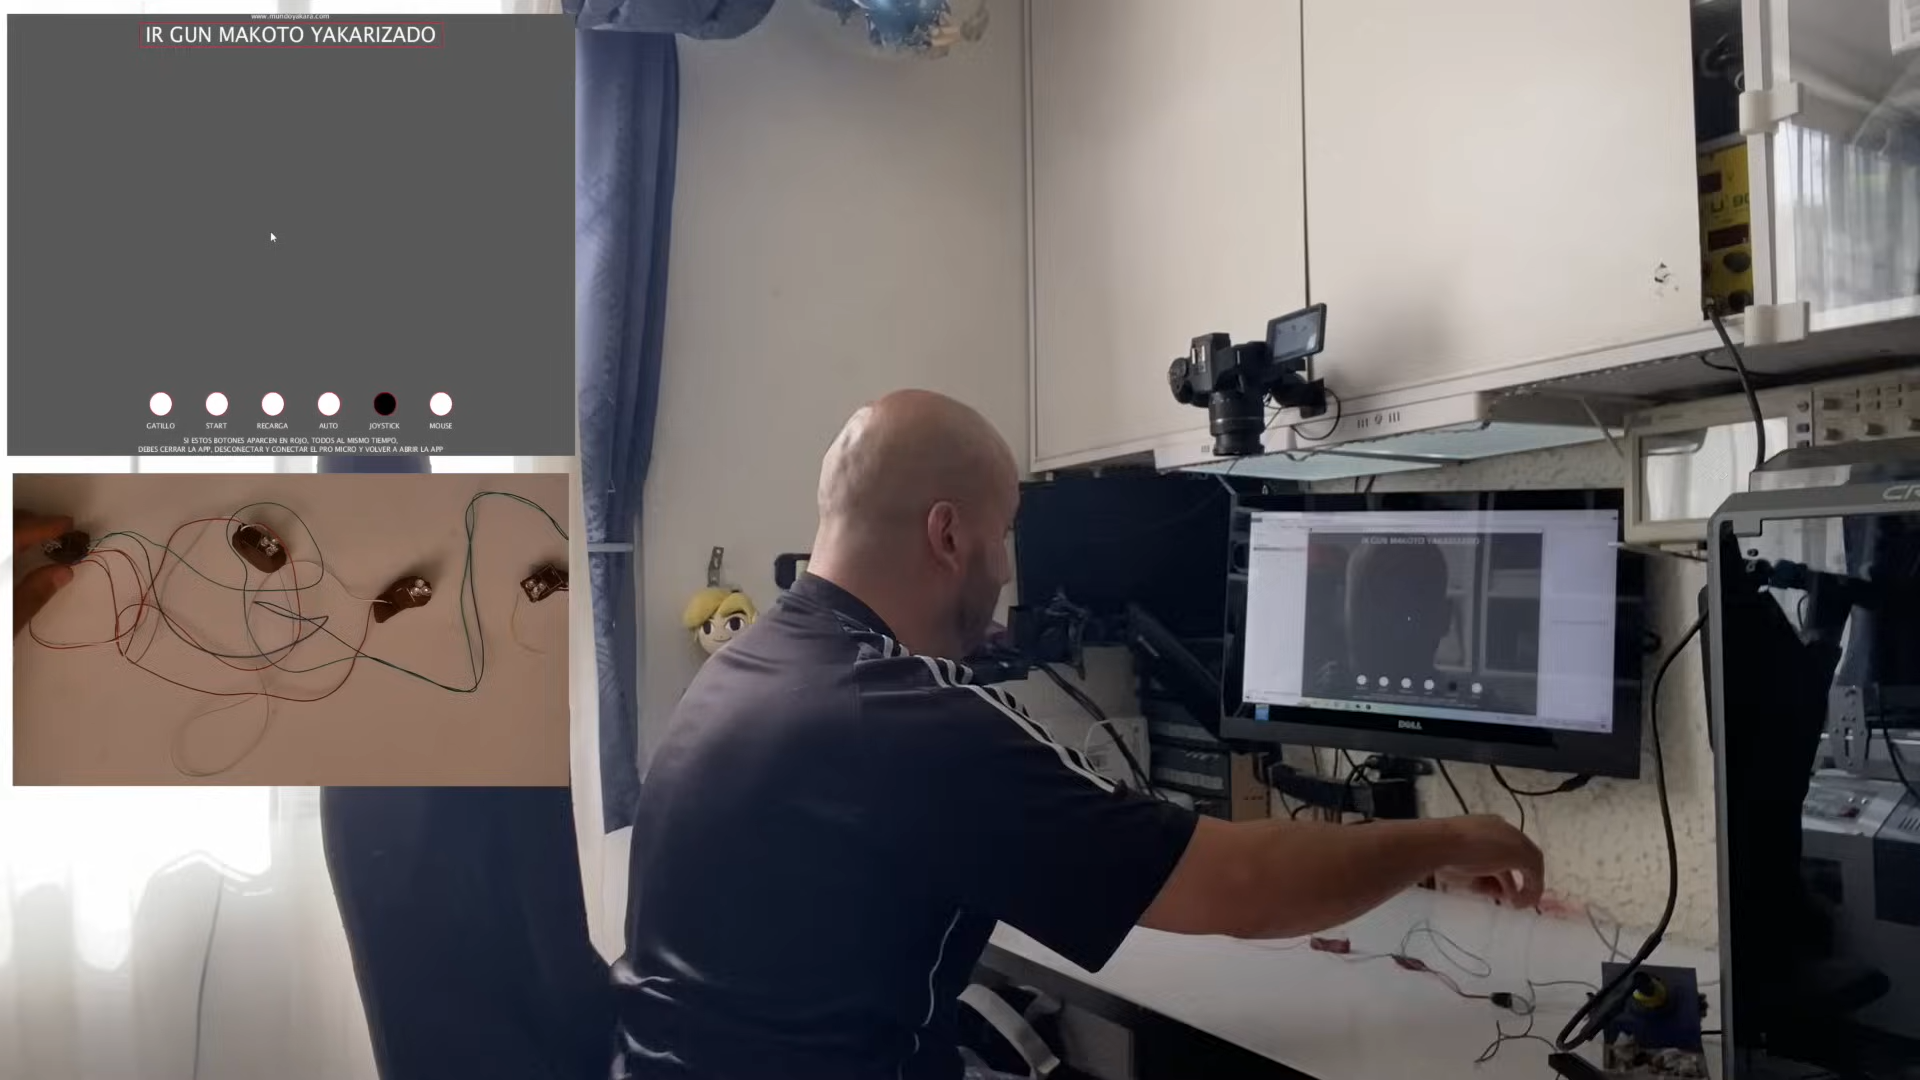 www.mundoyakara.com
IR GUN MAKOTO YAKARIZADO
GATILLO START RECARGA AUTO JOYSTICK MOUSE
SI ESTOS BOTONES APARCEN EN ROJO, TODOS AL MISMO TIEMPO,
DEBES CERRAR LA APP, DESCONECTAR Y CONECTAR EL PRO MICRO Y VOLVER A ABRIR LA APP
IR GUN MAKOTO YAKARIZADO
DELL
CR